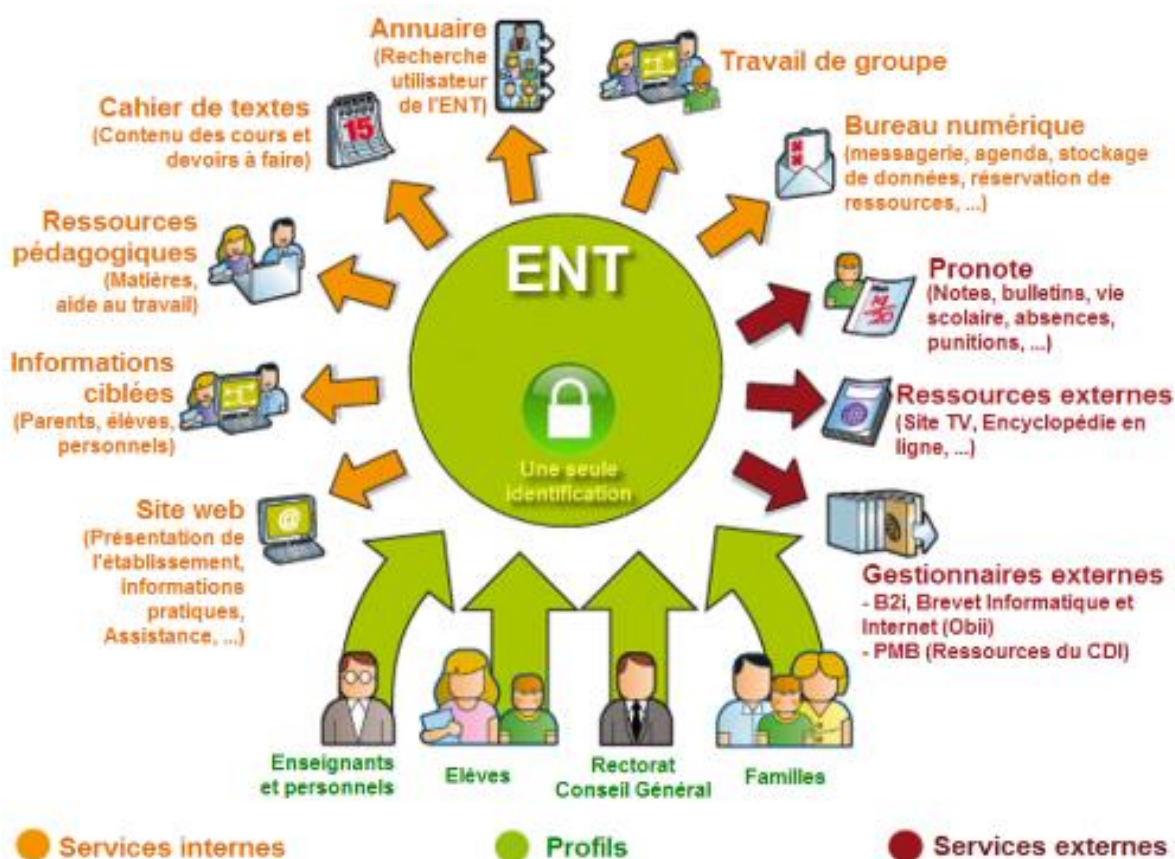 Annuaire
(Recherche
utilisateur
de l'ENT)
Travail de groupe
Cahier de textes
(Contenu des cours et
devoirs à faire)
15
Bureau numérique
(messagerie, agenda, stockage
de données, réservation de
ressources, ...)
Ressources
pédagogiques
(Matières,
aide au travail)
ENT
Pronote
(Notes, bulletins, vie
scolaire, absences,
punitions, ...)
Informations
ciblées
(Parents, élèves,
personnels)
Ressources externes
(Site TV, Encyclopédie en
ligne, ...)
Une seule
identification
Site web
(Présentation de
l'établissement,
informations
pratiques,
Assistance, ...)
@
Gestionnaires externes
- B2i, Brevet Informatique et
Internet (Obii)
- PMB (Ressources du CDI)
Enseignants
et personnels
Elèves
Rectorat
Conseil Général
Familles
Services internes
Profils
Services externes